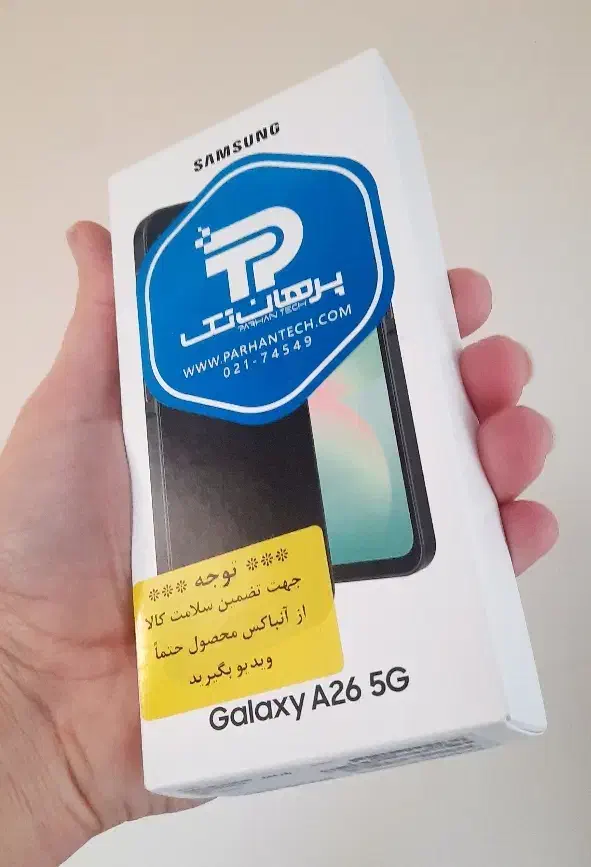 SAMSUNG
پرهان تک
PARHAN TECH
WWW.PARHANTECH.COM
021-74549
*** توجه ***
جهت تضمین سلامت کالا
از آنباکس محصول حتماً
ویدیو بگیرید
Galaxy A26 5G